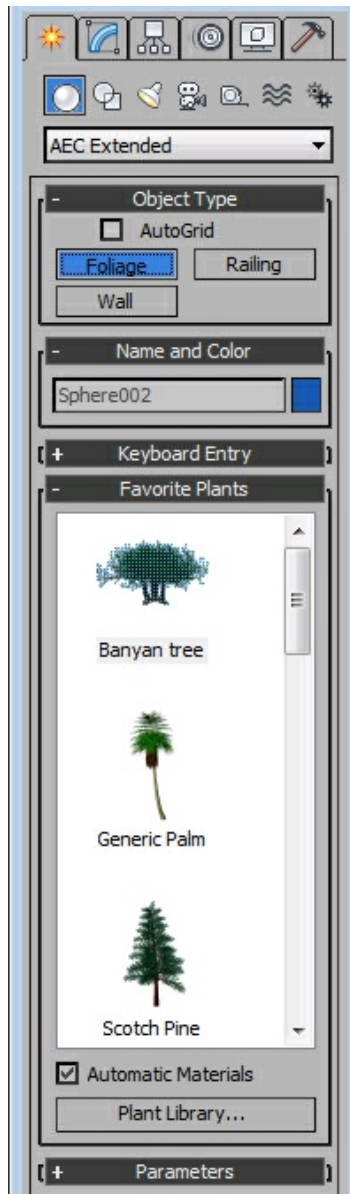 AEC Extended
- Object Type
AutoGrid
Foliage Railing
Wall
- Name and Color
Sphere002
+ Keyboard Entry
- Favorite Plants
Banyan tree
Generic Palm
Scotch Pine
Automatic Materials
Plant Library...
+ Parameters